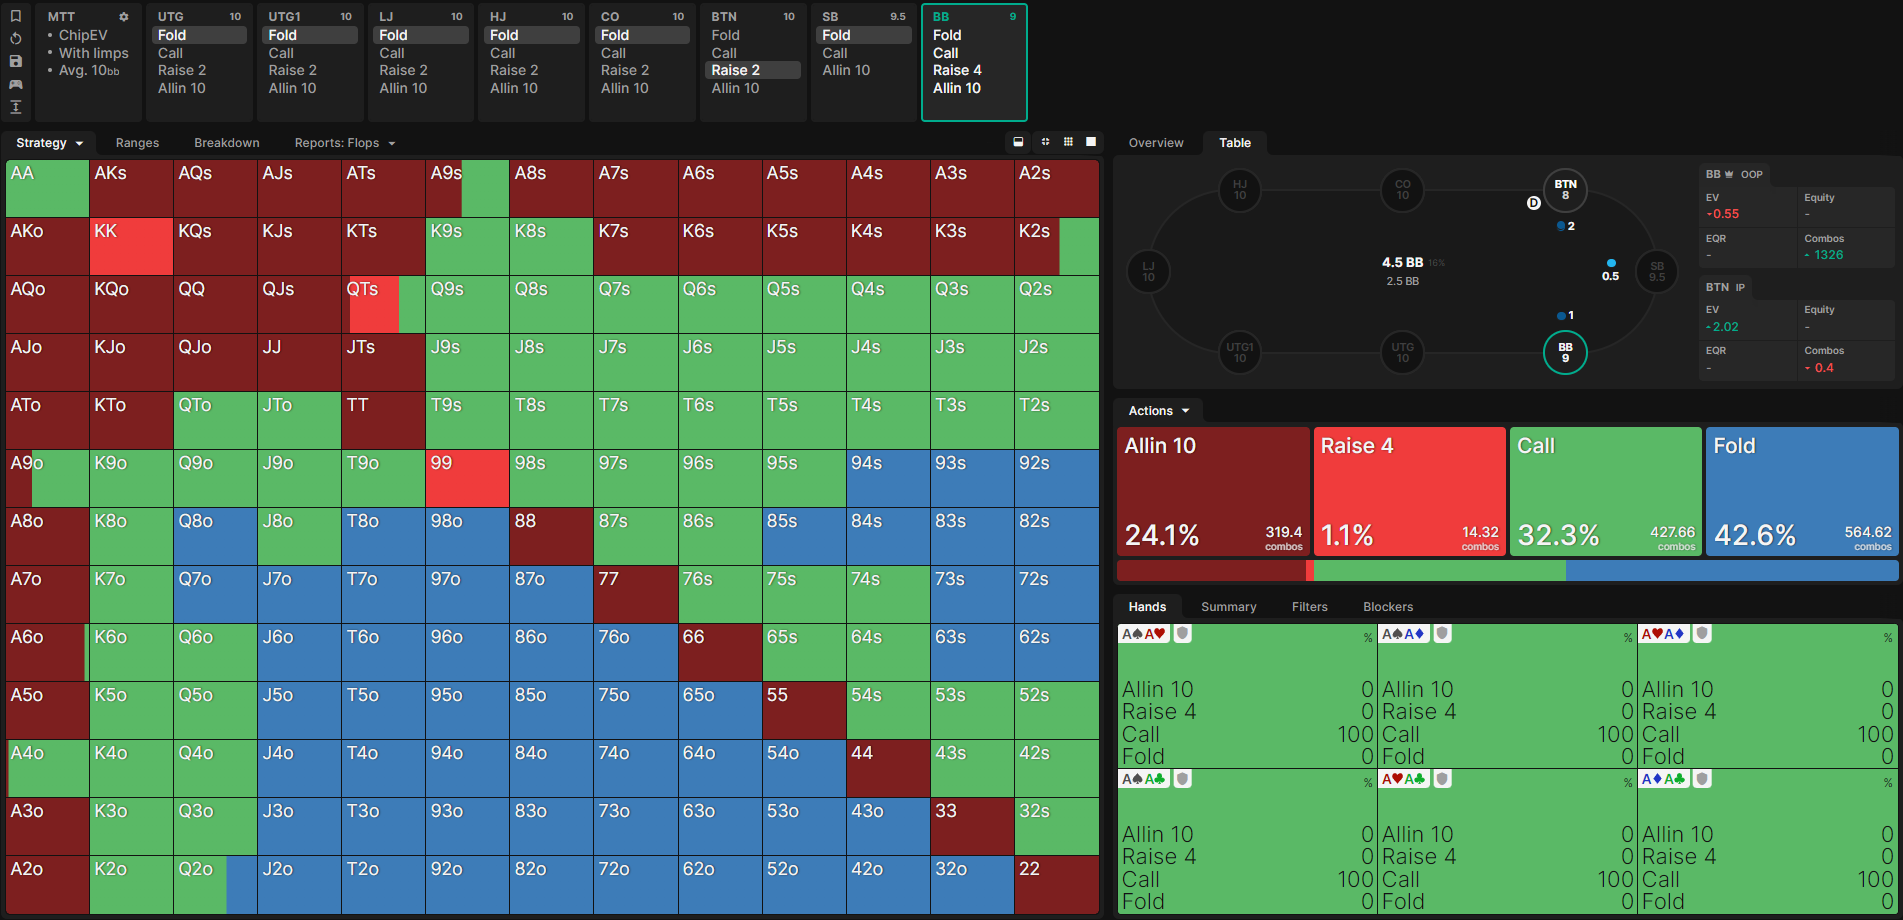 MTT
• ChipEV
• With limps
• Avg. 10bb
UTG 10
Fold
Call
Raise 2
Allin 10
UTG1 10
Fold
Call
Raise 2
Allin 10
LJ 10
Fold
Call
Raise 2
Allin 10
HJ 10
Fold
Call
Raise 2
Allin 10
CO 10
Fold
Call
Raise 2
Allin 10
BTN 10
Fold
Call
Raise 2
Allin 10
SB 9.5
Fold
Call
Allin 10
BB 9
Fold
Call
Raise 4
Allin 10
Strategy Ranges Breakdown Reports: Flops
AA AKs AQs AJs ATs A9s A8s A7s A6s A5s A4s A3s A2s
AKo KK KQs KJs KTs K9s K8s K7s K6s K5s K4s K3s K2s
AQo KQo QQ QJs QTs Q9s Q8s Q7s Q6s Q5s Q4s Q3s Q2s
AJo KJo QJo JJ JTs J9s J8s J7s J6s J5s J4s J3s J2s
ATo KTo QTo JTo TT T9s T8s T7s T6s T5s T4s T3s T2s
A9o K9o Q9o J9o T9o 99 98s 97s 96s 95s 94s 93s 92s
A8o K8o Q8o J8o T8o 98o 88 87s 86s 85s 84s 83s 82s
A7o K7o Q7o J7o T7o 97o 87o 77 76s 75s 74s 73s 72s
A6o K6o Q6o J6o T6o 96o 86o 76o 66 65s 64s 63s 62s
A5o K5o Q5o J5o T5o 95o 85o 75o 65o 55 54s 53s 52s
A4o K4o Q4o J4o T4o 94o 84o 74o 64o 54o 44 43s 42s
A3o K3o Q3o J3o T3o 93o 83o 73o 63o 53o 43o 33 32s
A2o K2o Q2o J2o T2o 92o 82o 72o 62o 52o 42o 32o 22
Overview Table
HJ
10
CO
10
BTN
8
D
2
LJ
10
4.5 BB 16%
2.5 BB
0.5
SB
9.5
1
UTG1
10
UTG
10
BB
9
BB OOP
EV Equity
-0.55 -
EQR Combos
- 1326
BTN IP
EV Equity
2.02 -
EQR Combos
- 0.4
Actions
Allin 10
24.1% 319.4
combos
Raise 4
1.1% 14.32
combos
Call
32.3% 427.66
combos
Fold
42.6% 564.62
combos
Hands Summary Filters Blockers
A♠A♥ %
Allin 10 0
Raise 4 0
Call 100
Fold 0
A♠A♦ %
Allin 10 0
Raise 4 0
Call 100
Fold 0
A♥A♦ %
Allin 10 0
Raise 4 0
Call 100
Fold 0
A♠A♣ %
Allin 10 0
Raise 4 0
Call 100
Fold 0
A♥A♣ %
Allin 10 0
Raise 4 0
Call 100
Fold 0
A♦A♣ %
Allin 10 0
Raise 4 0
Call 100
Fold 0